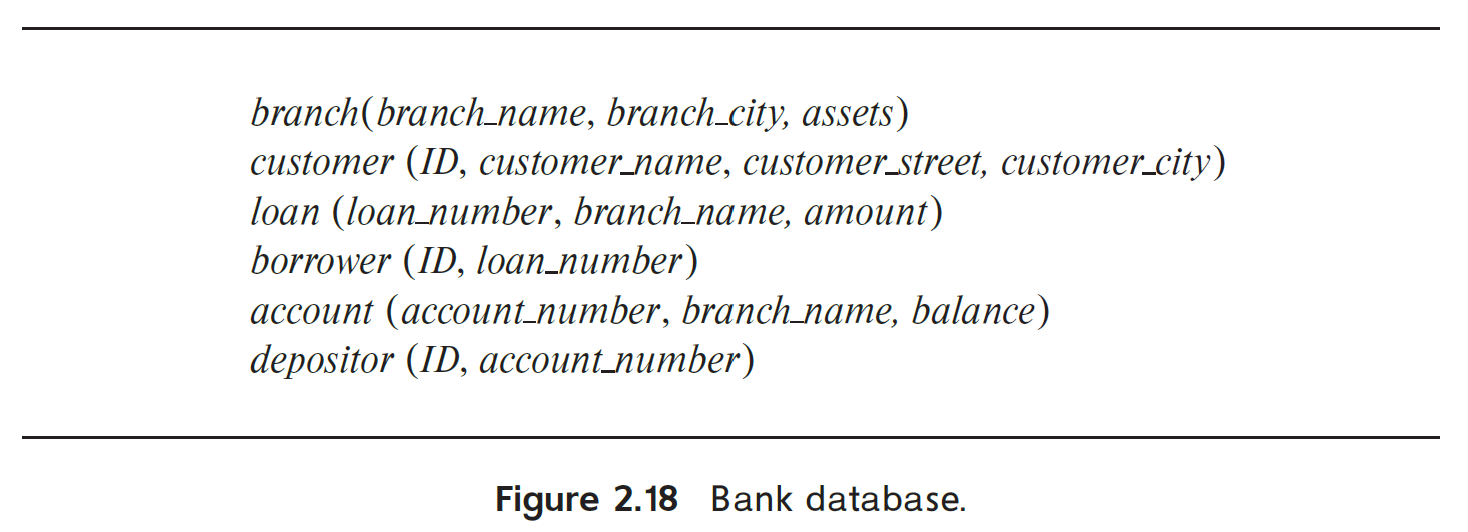 branch(branch_name, branch_city, assets)
customer (ID, customer_name, customer_street, customer_city)
loan (loan_number, branch_name, amount)
borrower (ID, loan_number)
account (account_number, branch_name, balance)
depositor (ID, account_number)
Figure 2.18 Bank database.